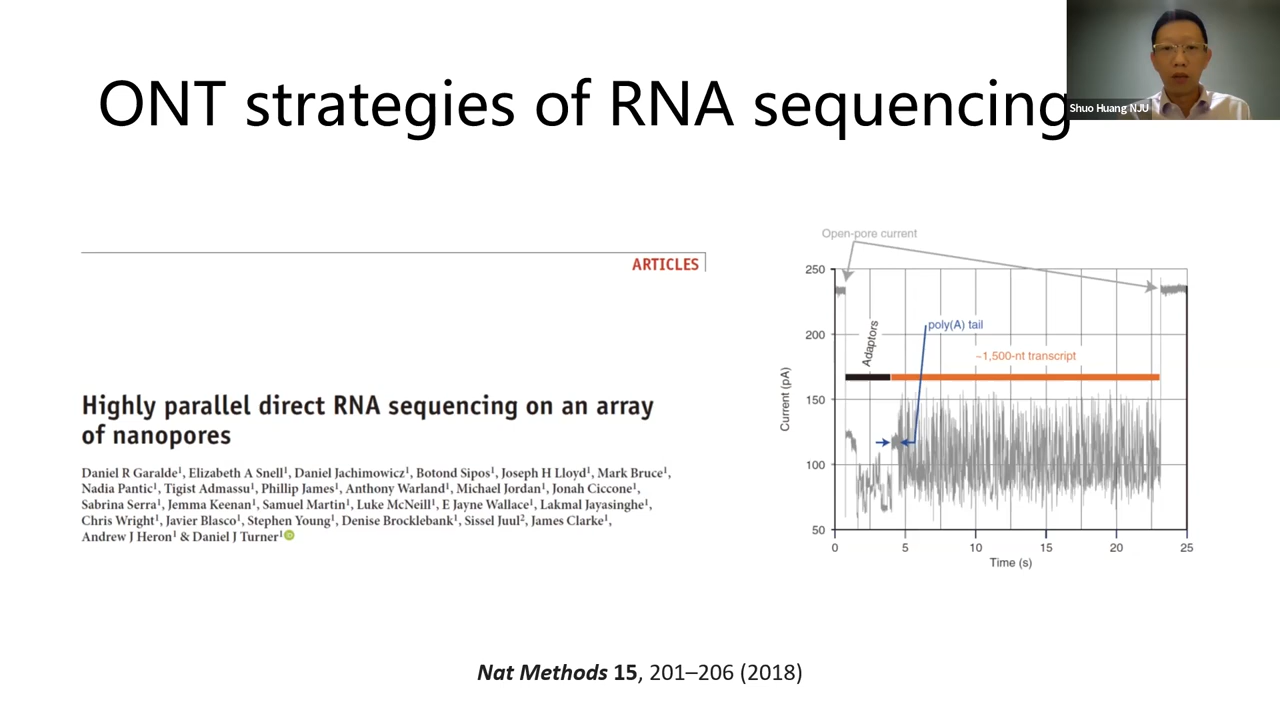 ONT strategies of RNA sequencing
Shuo Huang NJU
ARTICLES
Highly parallel direct RNA sequencing on an array
of nanopores
Daniel R Garalde¹, Elizabeth A Snell¹, Daniel Jachimowicz¹, Botond Sipos¹, Joseph H Lloyd¹, Mark Bruce¹,
Nadia Pantic¹, Tigist Admassu¹, Phillip James¹, Anthony Warland¹, Michael Jordan¹, Jonah Ciccone¹,
Sabrina Serra¹, Jemma Keenan¹, Samuel Martin¹, Luke McNeill¹, E Jayne Wallace¹, Lakmal Jayasinghe¹,
Chris Wright¹, Javier Blasco¹, Stephen Young¹, Denise Brocklebank¹, Sissel Juul², James Clarke¹,
Andrew J Heron¹ & Daniel J Turner¹ iD
Open-pore current
250
200
150
100
50
Current (pA)
Adaptors
poly(A) tail
~1,500-nt transcript
0 5 10 15 20 25
Time (s)
Nat Methods 15, 201–206 (2018)